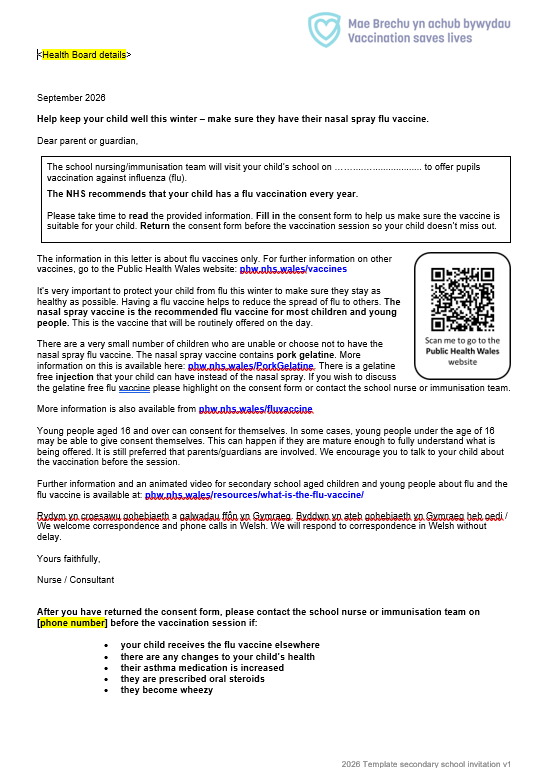 Mae Brechu yn achub bywydau
Vaccination saves lives
<Health Board details>
September 2026
Help keep your child well this winter – make sure they have their nasal spray flu vaccine.
Dear parent or guardian,
The school nursing/immunisation team will visit your child's school on ………..................... to offer pupils
vaccination against influenza (flu).
The NHS recommends that your child has a flu vaccination every year.
Please take time to read the provided information. Fill in the consent form to help us make sure the vaccine is
suitable for your child. Return the consent form before the vaccination session so your child doesn't miss out.
The information in this letter is about flu vaccines only. For further information on other
vaccines, go to the Public Health Wales website: phw.nhs.wales/vaccines
It's very important to protect your child from flu this winter to make sure they stay as
healthy as possible. Having a flu vaccine helps to reduce the spread of flu to others. The
nasal spray vaccine is the recommended flu vaccine for most children and young
people. This is the vaccine that will be routinely offered on the day.
Scan me to go to the
Public Health Wales
website
There are a very small number of children who are unable or choose not to have the
nasal spray flu vaccine. The nasal spray vaccine contains pork gelatine. More
information on this is available here: phw.nhs.wales/PorkGelatine. There is a gelatine
free injection that your child can have instead of the nasal spray. If you wish to discuss
the gelatine free flu vaccine please highlight on the consent form or contact the school nurse or immunisation team.
More information is also available from phw.nhs.wales/fluvaccine.
Young people aged 16 and over can consent for themselves. In some cases, young people under the age of 16
may be able to give consent themselves. This can happen if they are mature enough to fully understand what is
being offered. It is still preferred that parents/guardians are involved. We encourage you to talk to your child about
the vaccination before the session.
Further information and an animated video for secondary school aged children and young people about flu and the
flu vaccine is available at: phw.nhs.wales/resources/what-is-the-flu-vaccine/
Rydym yn croesawu gohebiaeth a galwadau ffôn yn Gymraeg. Byddwn yn ateb gohebiaeth yn Gymraeg heb oedi /
We welcome correspondence and phone calls in Welsh. We will respond to correspondence in Welsh without
delay.
Yours faithfully,
Nurse / Consultant
After you have returned the consent form, please contact the school nurse or immunisation team on
[phone number] before the vaccination session if:
• your child receives the flu vaccine elsewhere
• there are any changes to your child's health
• their asthma medication is increased
• they are prescribed oral steroids
• they become wheezy
2026 Template secondary school invitation v1